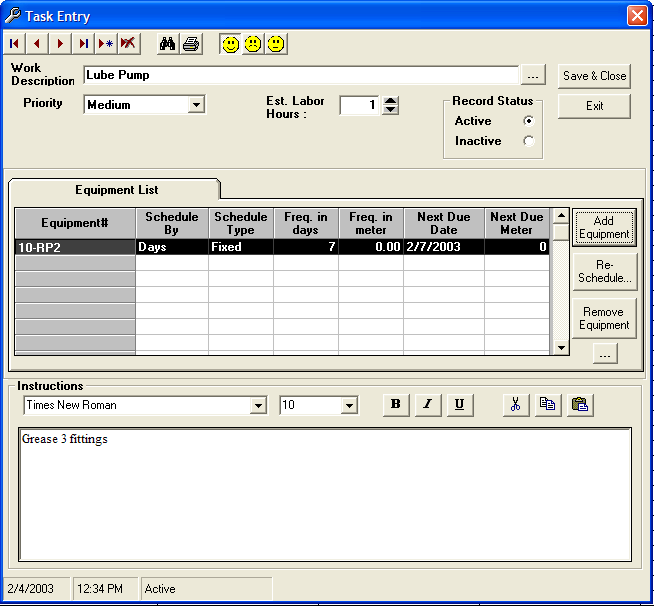 Task Entry
Work
Description
Lube Pump
...
Save & Close
Priority
Medium
Est. Labor
Hours :
1
Record Status
Active
Inactive
Exit
Equipment List
Equipment#
Schedule
By
Schedule
Type
Freq. in
days
Freq. in
meter
Next Due
Date
Next Due
Meter
10-RP2
Days
Fixed
7
0.00
2/7/2003
0
Add
Equipment
Re-
Schedule...
Remove
Equipment
...
Instructions
Times New Roman
10
B
I
U
Grease 3 fittings
2/4/2003
12:34 PM
Active